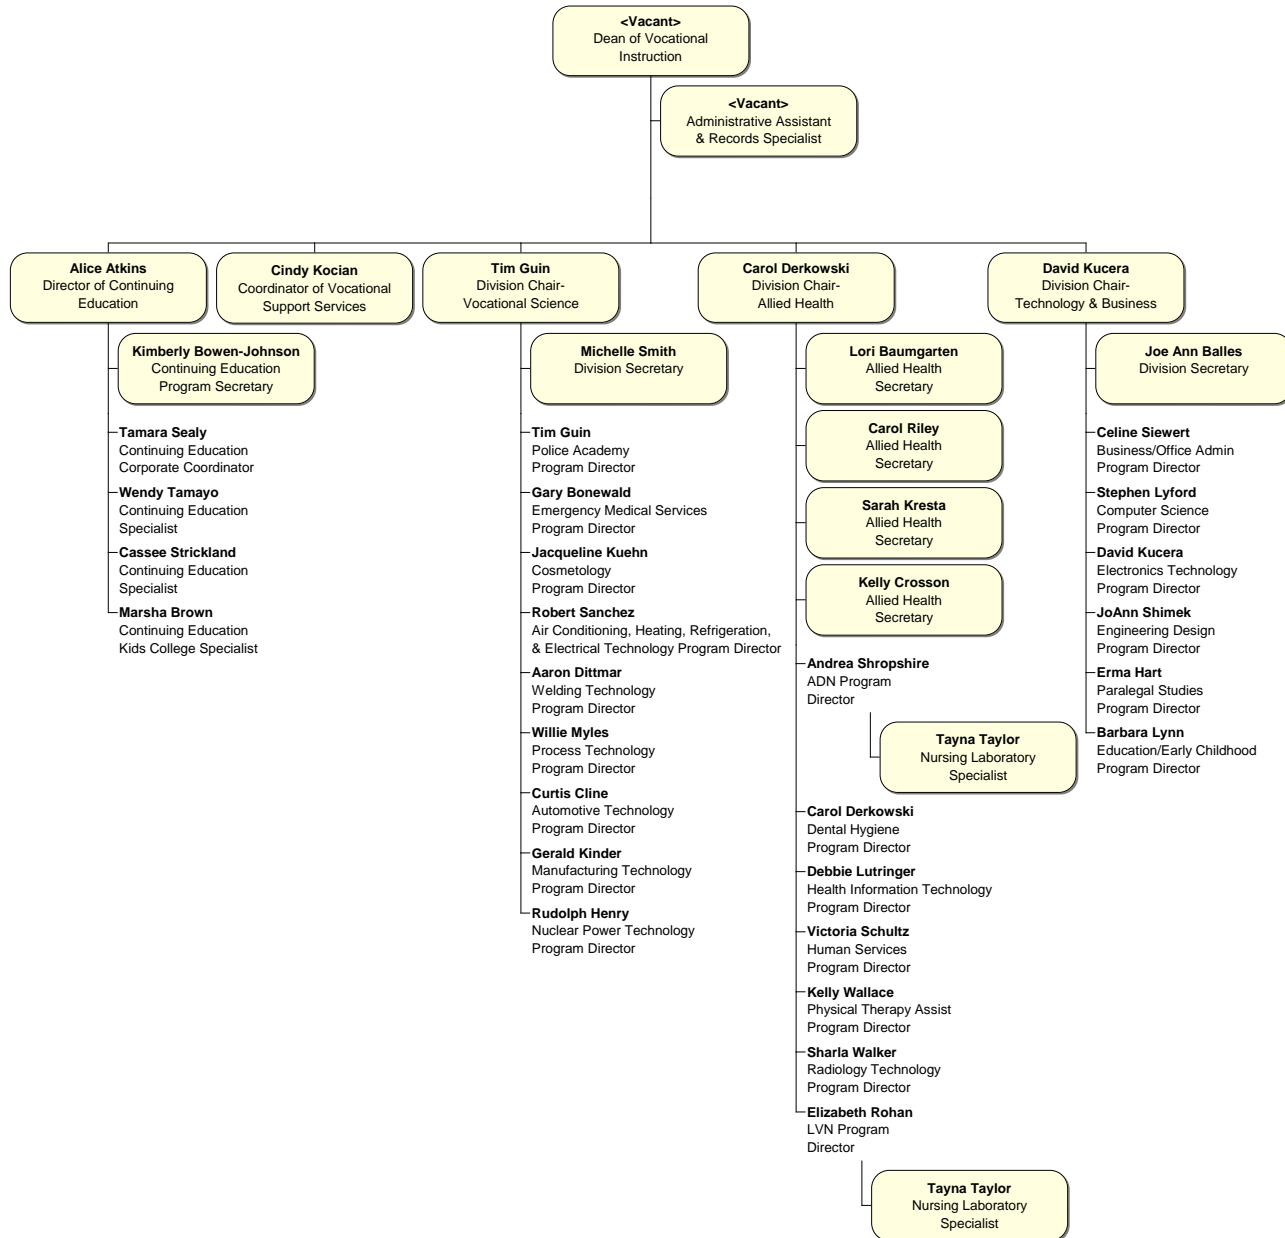 <Vacant>
Dean of Vocational
Instruction
<Vacant>
Administrative Assistant
& Records Specialist
Alice Atkins
Director of Continuing
Education
Kimberly Bowen-Johnson
Continuing Education
Program Secretary
Tamara Sealy
Continuing Education
Corporate Coordinator
Wendy Tamayo
Continuing Education
Specialist
Cassee Strickland
Continuing Education
Specialist
Marsha Brown
Continuing Education
Kids College Specialist
Cindy Kocian
Coordinator of Vocational
Support Services
Tim Guin
Division Chair-
Vocational Science
Michelle Smith
Division Secretary
Tim Guin
Police Academy
Program Director
Gary Bonewald
Emergency Medical Services
Program Director
Jacqueline Kuehn
Cosmetology
Program Director
Robert Sanchez
Air Conditioning, Heating, Refrigeration,
& Electrical Technology Program Director
Aaron Dittmar
Welding Technology
Program Director
Willie Myles
Process Technology
Program Director
Curtis Cline
Automotive Technology
Program Director
Gerald Kinder
Manufacturing Technology
Program Director
Rudolph Henry
Nuclear Power Technology
Program Director
Carol Derkowski
Division Chair-
Allied Health
Lori Baumgarten
Allied Health
Secretary
Carol Riley
Allied Health
Secretary
Sarah Kresta
Allied Health
Secretary
Kelly Crosson
Allied Health
Secretary
Andrea Shropshire
ADN Program
Director
Tayna Taylor
Nursing Laboratory
Specialist
Carol Derkowski
Dental Hygiene
Program Director
Debbie Lutringer
Health Information Technology
Program Director
Victoria Schultz
Human Services
Program Director
Kelly Wallace
Physical Therapy Assist
Program Director
Sharla Walker
Radiology Technology
Program Director
Elizabeth Rohan
LVN Program
Director
Tayna Taylor
Nursing Laboratory
Specialist
David Kucera
Division Chair-
Technology & Business
Joe Ann Balles
Division Secretary
Celine Siewert
Business/Office Admin
Program Director
Stephen Lyford
Computer Science
Program Director
David Kucera
Electronics Technology
Program Director
JoAnn Shimek
Engineering Design
Program Director
Erma Hart
Paralegal Studies
Program Director
Barbara Lynn
Education/Early Childhood
Program Director